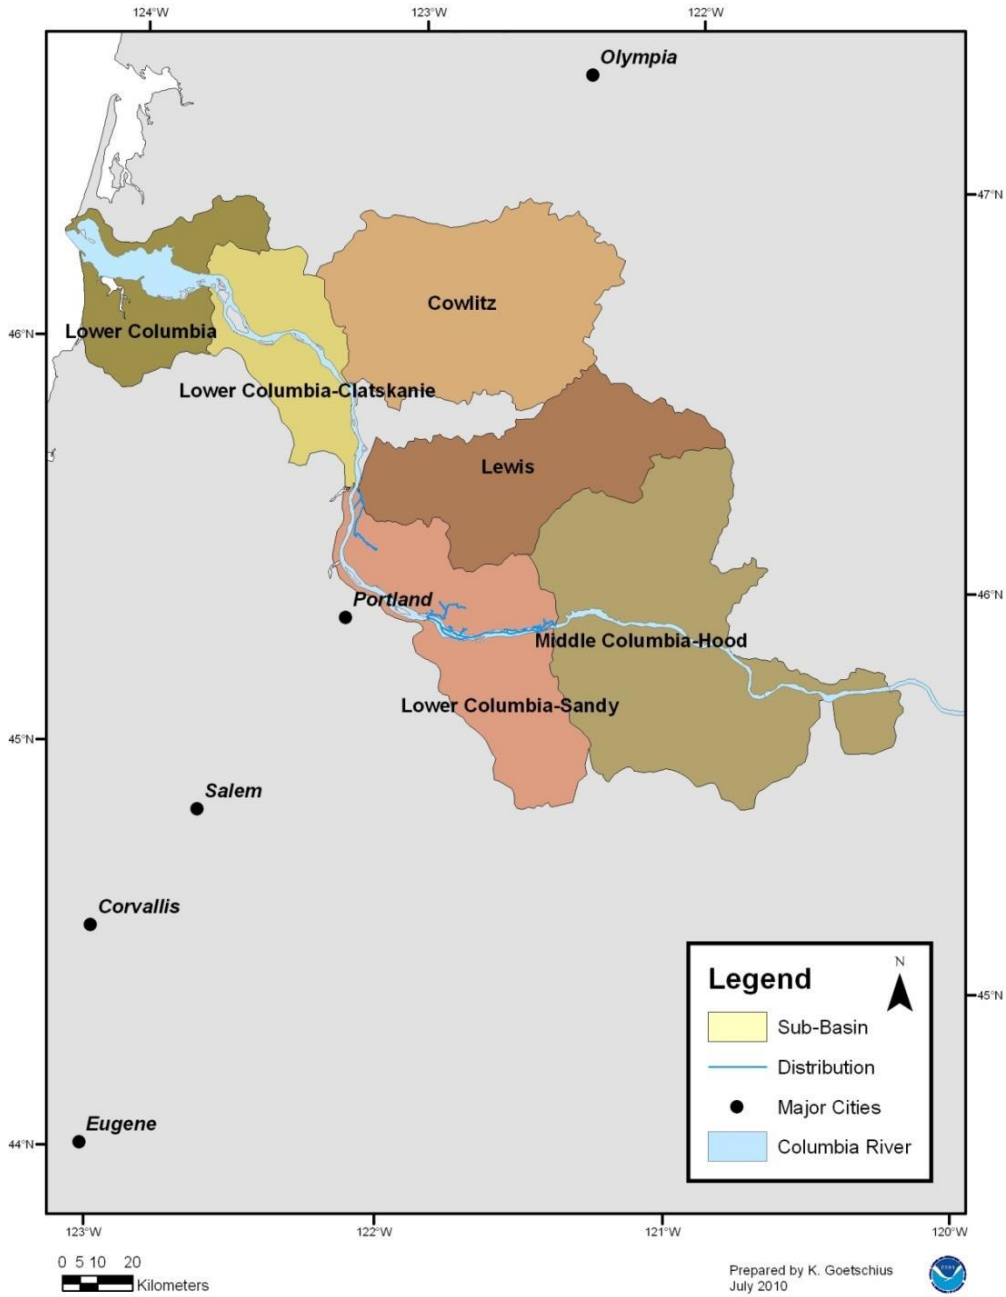 124°W
123°W
122°W
Olympia
47°N
Cowlitz
Lower Columbia
46°N
Lower Columbia-Clatskanie
Lewis
46°N
Portland
Middle Columbia-Hood
Lower Columbia-Sandy
45°N
Salem
Corvallis
Legend
N
45°N
Sub-Basin
Distribution
Major Cities
Columbia River
Eugene
44°N
123°W
122°W
121°W
120°W
0 5 10 20
Kilometers
Prepared by K. Goetschius
July 2010